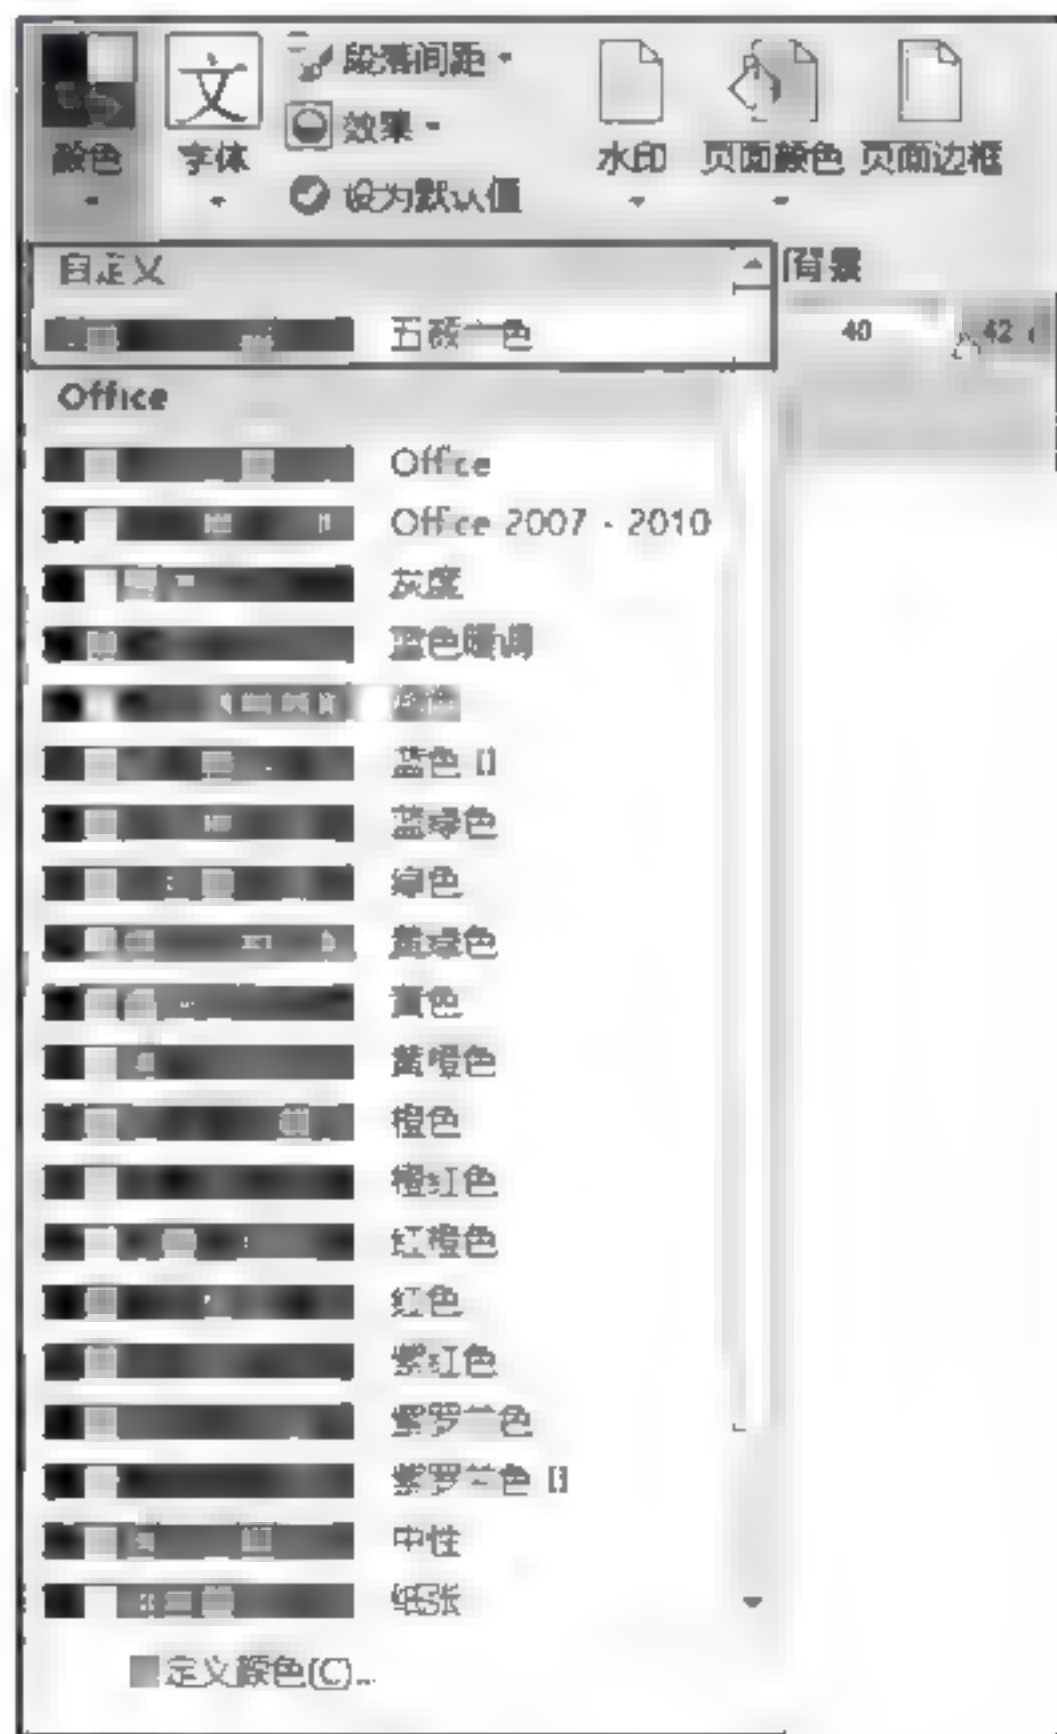 段落间距
效果
颜色 字体 水印 页面颜色 页面边框
设为默认值
自定义
背景
40 42
Office
Office
Office 2007 - 2010
灰度
蓝色暖调
蓝色 II
蓝绿色
绿色
黄绿色
黄色
黄橙色
橙色
橙红色
红橙色
红色
紫红色
紫罗兰色
紫罗兰色 II
中性
纸张
定义颜色(C)...